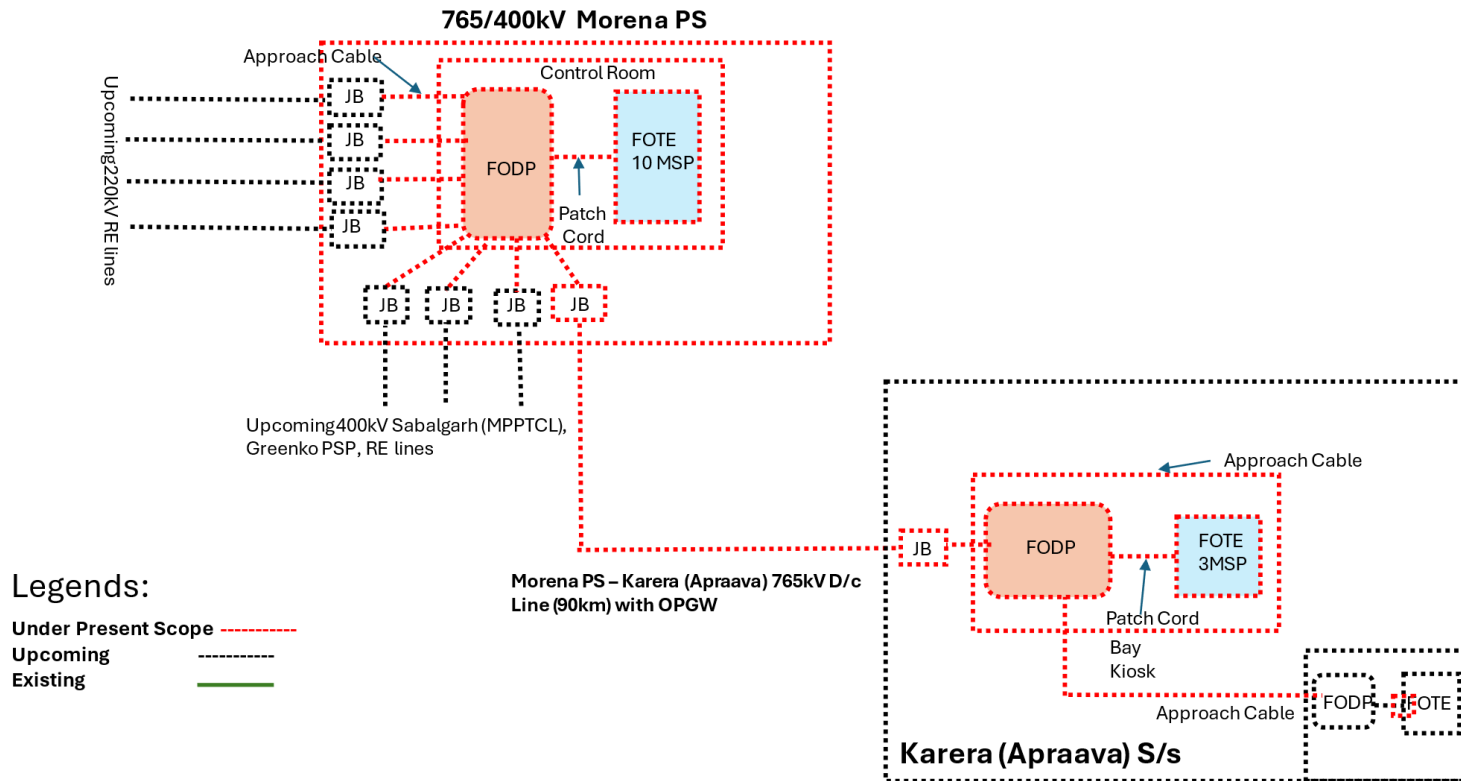 765/400kV Morena PS
Approach Cable
Control Room
Upcoming220kV RE lines
JB
JB
JB
JB
FODP
FOTE
10 MSP
Patch
Cord
JB
JB
JB
JB
Upcoming400kV Sabalgarh (MPPTCL),
Greenko PSP, RE lines
Approach Cable
JB
FODP
FOTE
3MSP
Morena PS – Karera (Apraava) 765kV D/c
Line (90km) with OPGW
Patch Cord
Bay
Kiosk
Legends:
Under Present Scope
Upcoming
Existing
Approach Cable
FODP
FOTE
Karera (Apraava) S/s